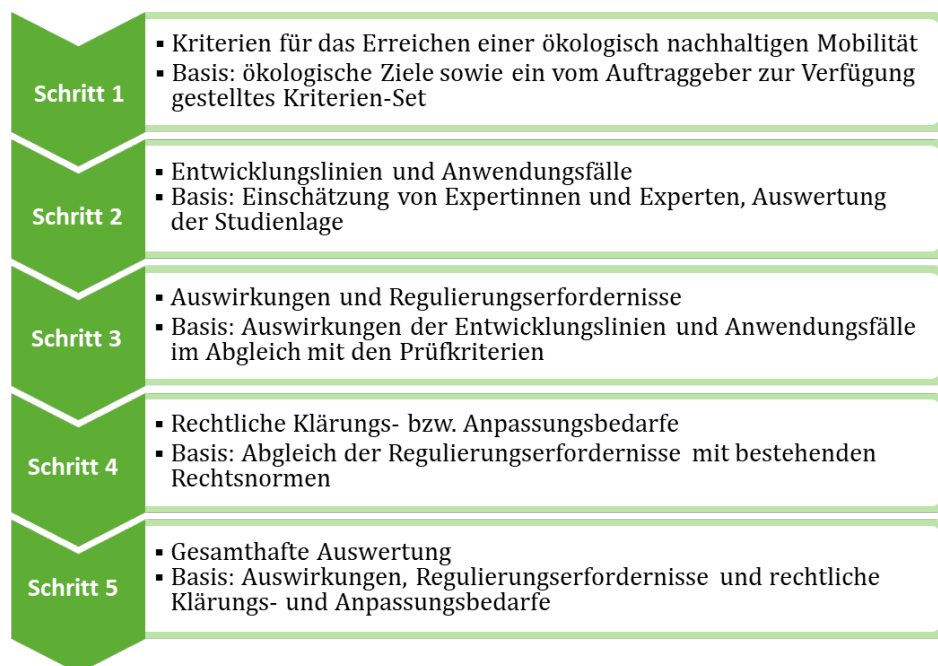 Schritt 1
▪ Kriterien für das Erreichen einer ökologisch nachhaltigen Mobilität
▪ Basis: ökologische Ziele sowie ein vom Auftraggeber zur Verfügung
gestelltes Kriterien-Set
Schritt 2
▪ Entwicklungslinien und Anwendungsfälle
▪ Basis: Einschätzung von Expertinnen und Experten, Auswertung
der Studienlage
Schritt 3
▪ Auswirkungen und Regulierungserfordernisse
▪ Basis: Auswirkungen der Entwicklungslinien und Anwendungsfälle
im Abgleich mit den Prüfkriterien
Schritt 4
▪ Rechtliche Klärungs- bzw. Anpassungsbedarfe
▪ Basis: Abgleich der Regulierungserfordernisse mit bestehenden
Rechtsnormen
Schritt 5
▪ Gesamthafte Auswertung
▪ Basis: Auswirkungen, Regulierungserfordernisse und rechtliche
Klärungs- und Anpassungsbedarfe